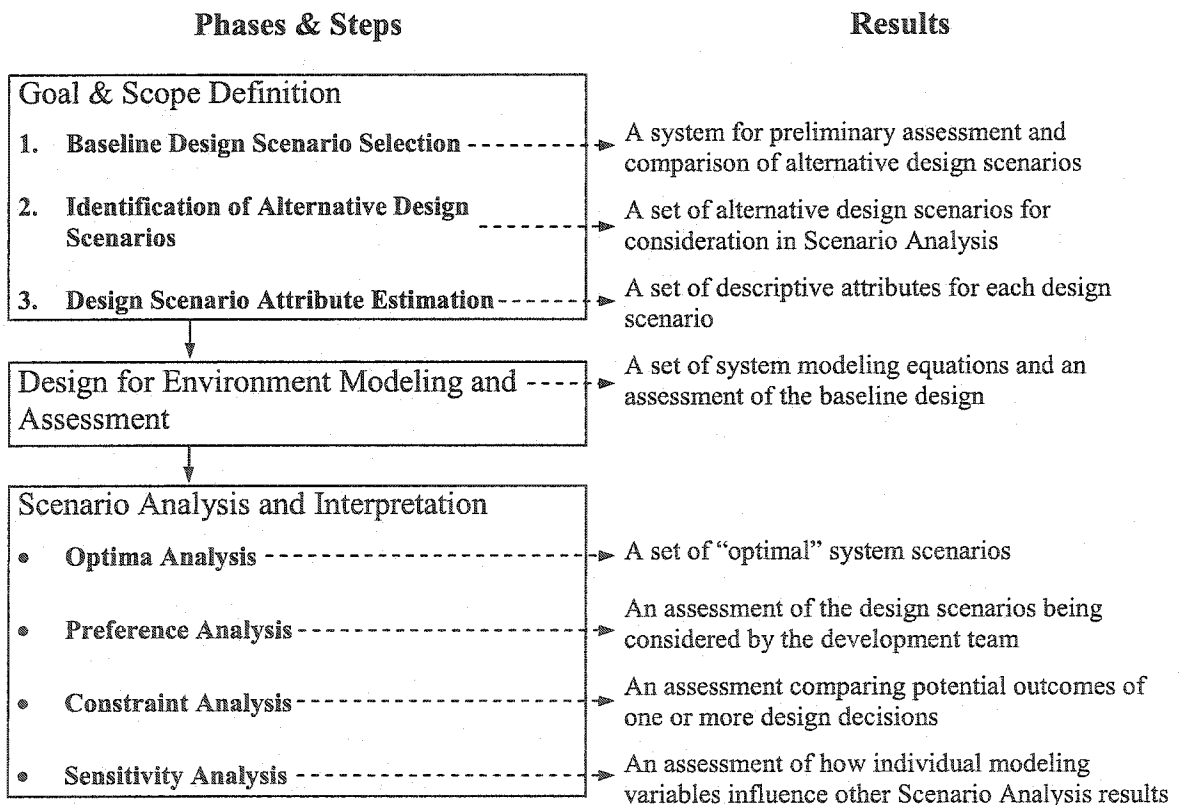 Phases & Steps
Results
Goal & Scope Definition
1. Baseline Design Scenario Selection
A system for preliminary assessment and
comparison of alternative design scenarios
2. Identification of Alternative Design
Scenarios
A set of alternative design scenarios for
consideration in Scenario Analysis
3. Design Scenario Attribute Estimation
A set of descriptive attributes for each design
scenario
Design for Environment Modeling and
Assessment
A set of system modeling equations and an
assessment of the baseline design
Scenario Analysis and Interpretation
• Optima Analysis
A set of “optimal” system scenarios
• Preference Analysis
An assessment of the design scenarios being
considered by the development team
• Constraint Analysis
An assessment comparing potential outcomes of
one or more design decisions
• Sensitivity Analysis
An assessment of how individual modeling
variables influence other Scenario Analysis results